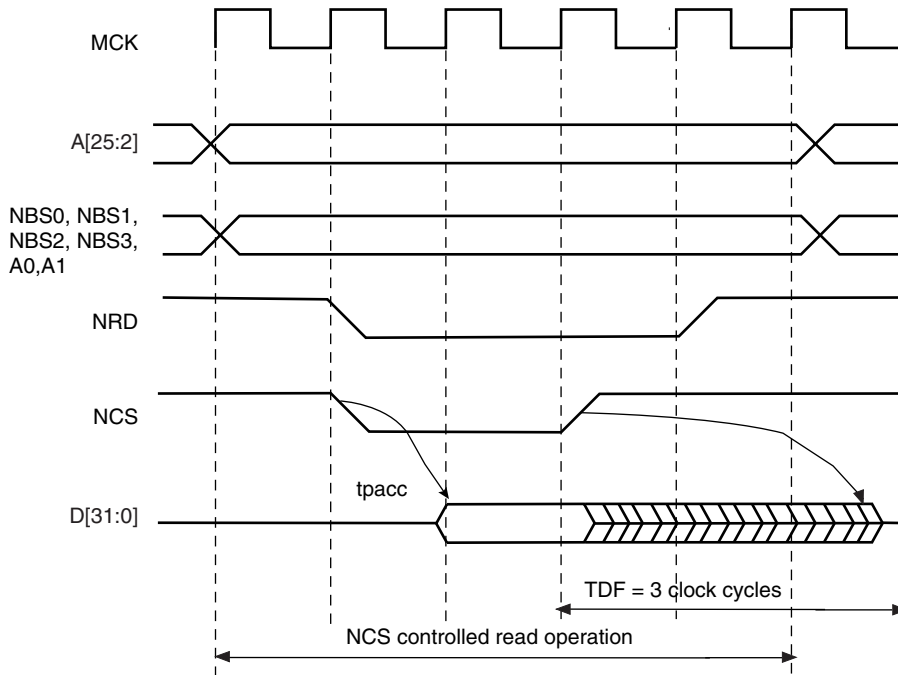 MCK
A[25:2]
NBS0, NBS1,
NBS2, NBS3,
A0,A1
NRD
NCS
tpacc
D[31:0]
TDF = 3 clock cycles
NCS controlled read operation